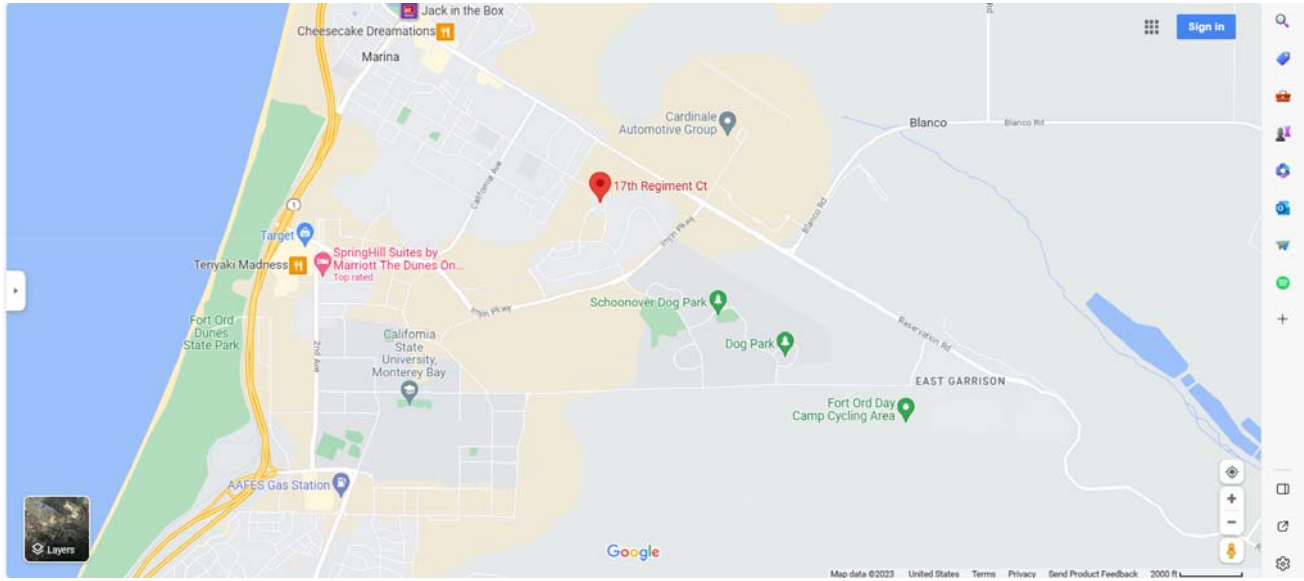 Jack in the Box
Cheesecake Dreamations
Marina
Sign in
Rd
Cardinale
Automotive Group
Blanco
Blanco Rd
California Ave
17th Regiment Ct
Blanco Rd
Imjin Pkwy
1
Target
SpringHill Suites by
Marriott The Dunes On...
Top rated
Teriyaki Madness
Schoonover Dog Park
Imjin Pkwy
Fort Ord
Dunes
State Park
2nd Ave
California
State
University,
Monterey Bay
Dog Park
Reservation Rd
EAST GARRISON
Fort Ord Day
Camp Cycling Area
AAFES Gas Station
Layers
Google
Map data ©2023 United States Terms Privacy Send Product Feedback 2000 ft